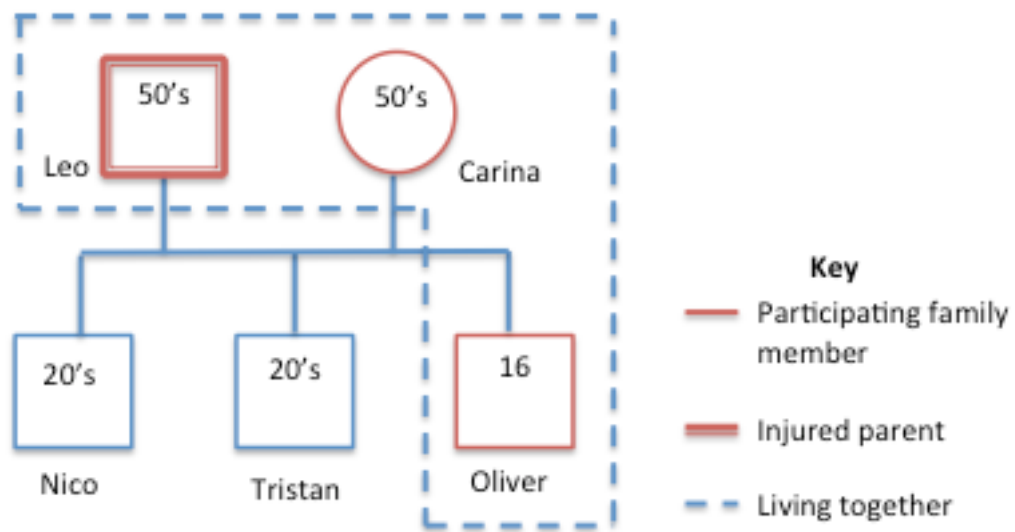 50's
50's
Leo
Carina
Key
Participating family
member
20's
20's
16
Injured parent
Nico
Tristan
Oliver
Living together